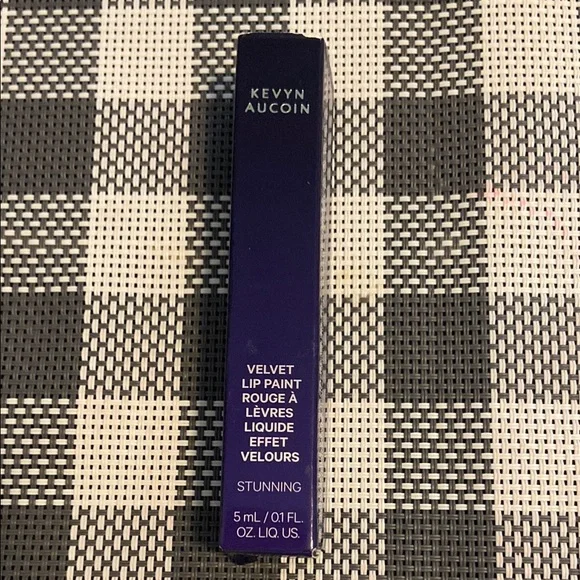 KEVYN
AUCOIN
VELVET
LIP PAINT
ROUGE À
LÈVRES
LIQUIDE
EFFET
VELOURS
STUNNING
5 mL / 0.1 FL.
OZ. LIQ. US.